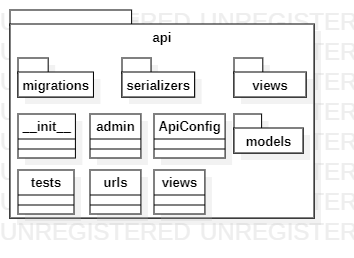 UNREGISTERED UNREGISTERED
api
migrations serializers views
__init__ admin ApiConfig models
tests urls views
UNREGISTERED UNREGISTERED